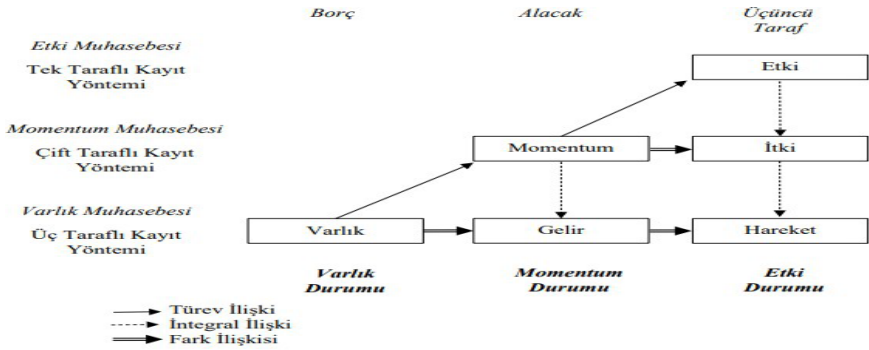 Borç Alacak Üçüncü
Taraf
Etki Muhasebesi
Tek Taraflı Kayıt
Yöntemi
Etki
Momentum Muhasebesi
Çift Taraflı Kayıt
Yöntemi
Momentum İtki
Varlık Muhasebesi
Üç Taraflı Kayıt
Yöntemi
Varlık Gelir Hareket
Varlık
Durumu
Momentum
Durumu
Etki
Durumu
Türev İlişki
İntegral İlişki
Fark İlişkisi